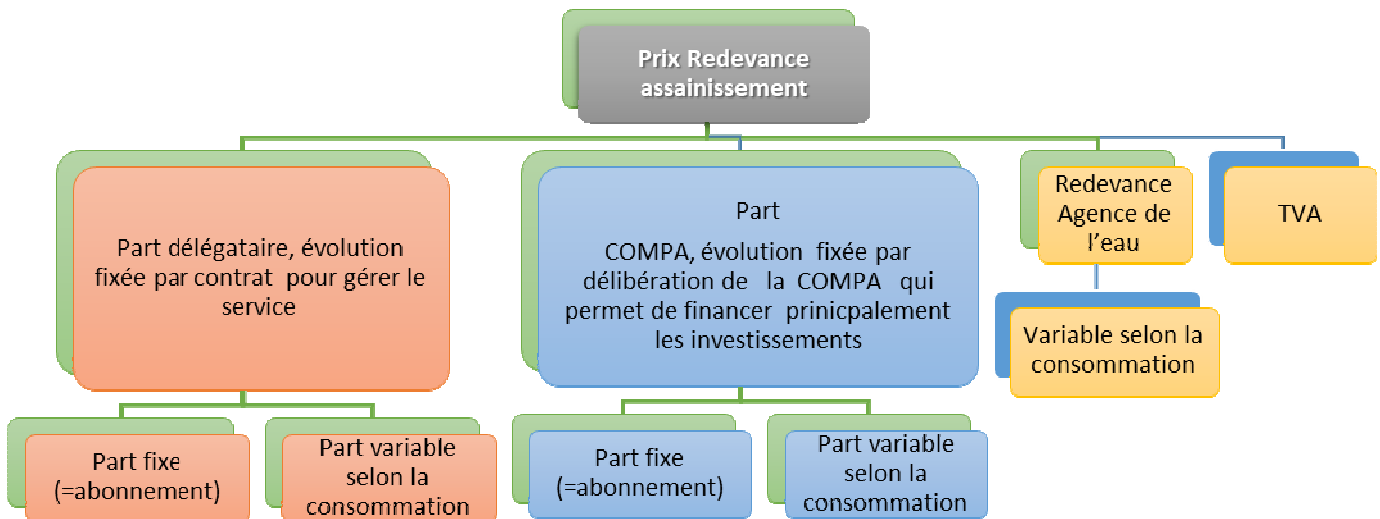 Prix Redevance
assainissement
Part délégataire, évolution
fixée par contrat pour gérer le
service
Part
COMPA, évolution fixée par
délibération de la COMPA qui
permet de financer prinicpalement
les investissements
Redevance
Agence de
l'eau
TVA
Variable selon la
consommation
Part fixe
(=abonnement)
Part variable
selon la
consommation
Part fixe
(=abonnement)
Part variable
selon la
consommation